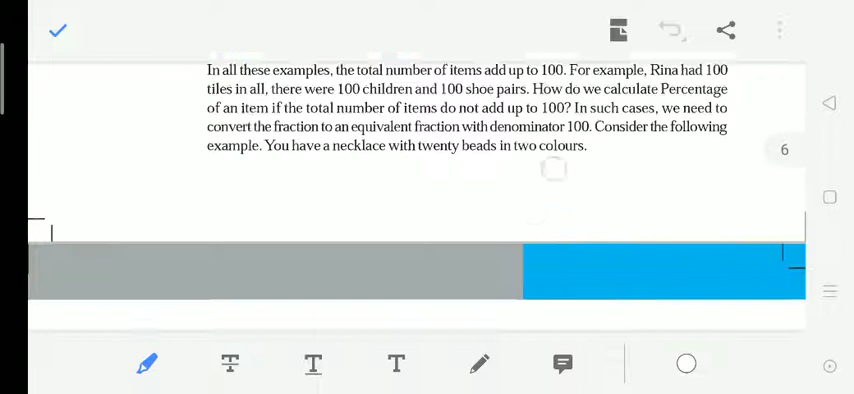 In all these examples, the total number of items add up to 100. For example, Rina had 100
tiles in all, there were 100 children and 100 shoe pairs. How do we calculate Percentage
of an item if the total number of items do not add up to 100? In such cases, we need to
convert the fraction to an equivalent fraction with denominator 100. Consider the following
example. You have a necklace with twenty beads in two colours.
6
T T T